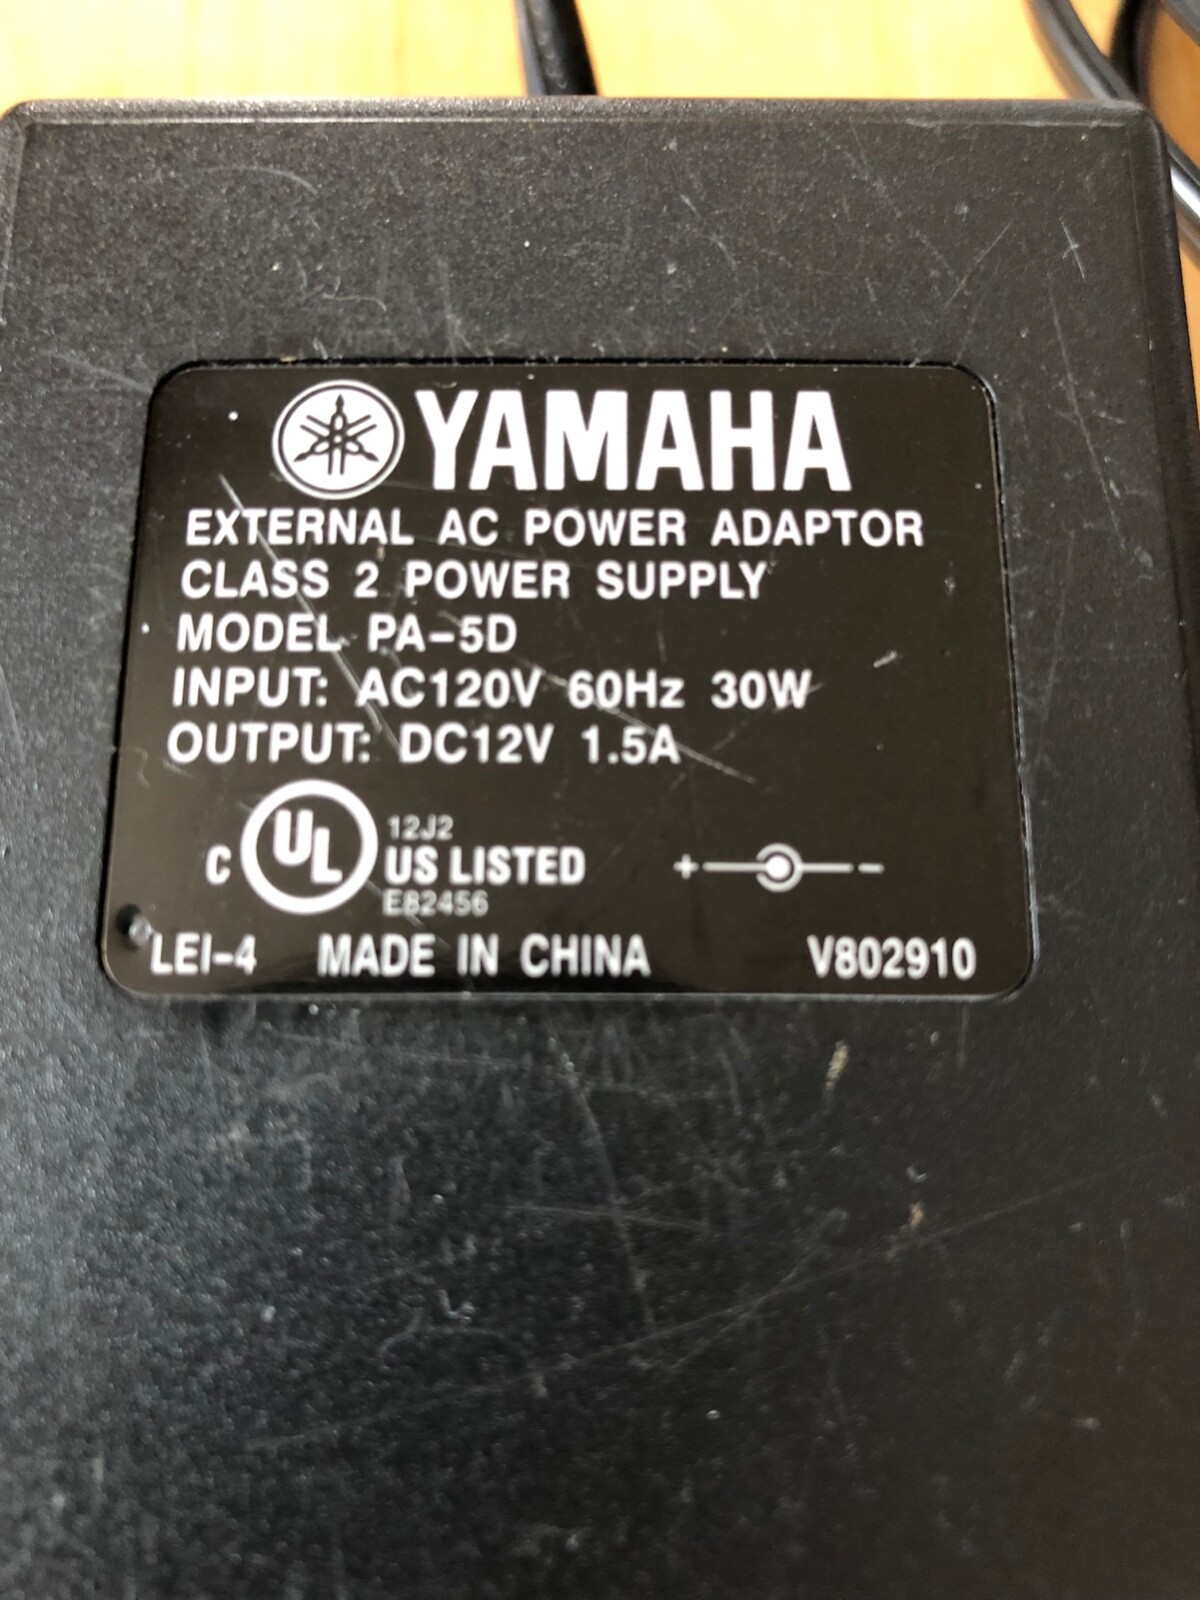 YAMAHA
EXTERNAL AC POWER ADAPTOR
CLASS 2 POWER SUPPLY
MODEL PA-5D
INPUT: AC120V 60Hz 30W
OUTPUT: DC12V 1.5A
12J2
C UL US LISTED
E82456
+ -
LEI-4 MADE IN CHINA V802910